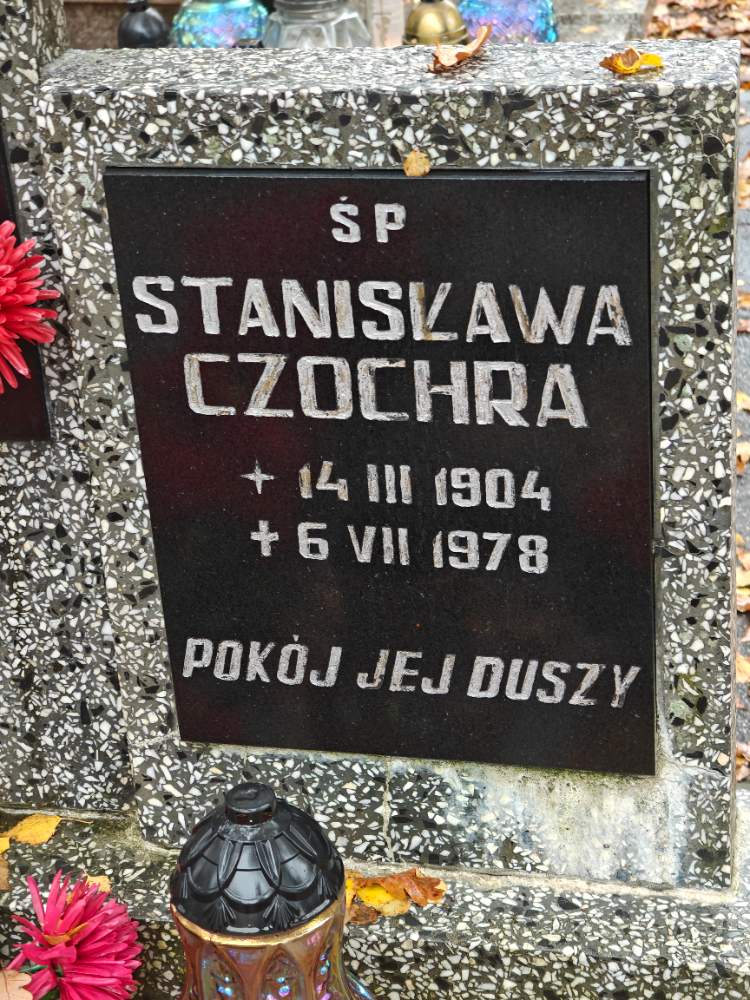 ŚP
STANISŁAWA
CZOCHRA
+ 14 III 1904
+ 6 VII 1978
POKÓJ JEJ DUSZY